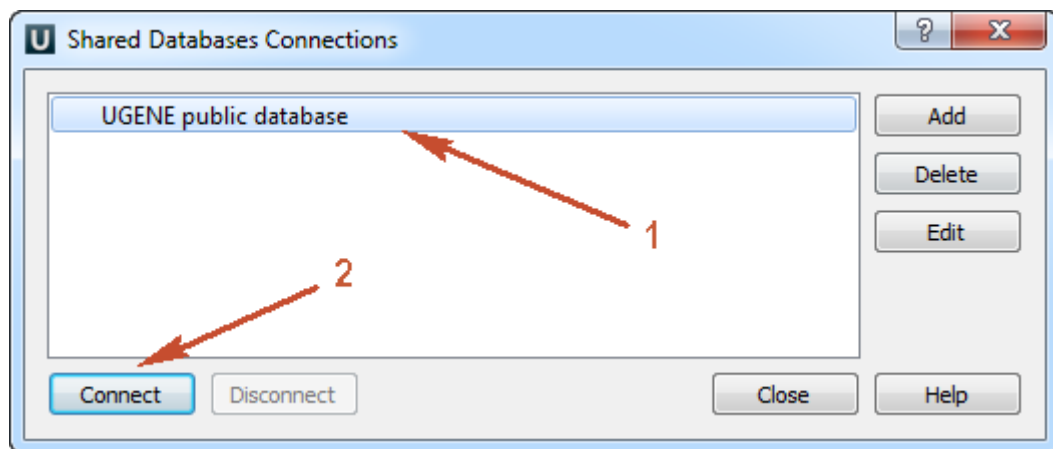 U Shared Databases Connections
?
UGENE public database
Add
Delete
Edit
1
2
Connect
Disconnect
Close
Help